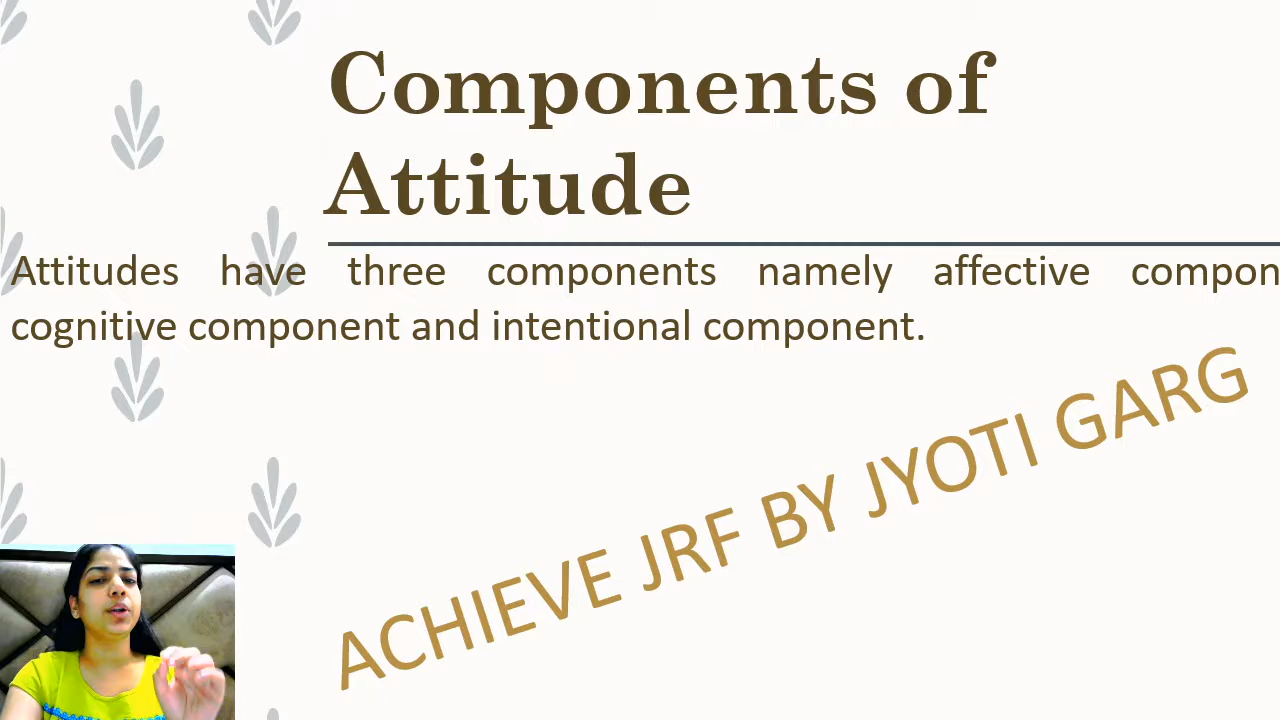 Components of
Attitude
Attitudes have three components namely affective compon
cognitive component and intentional component.
ACHIEVE JRF BY JYOTI GARG